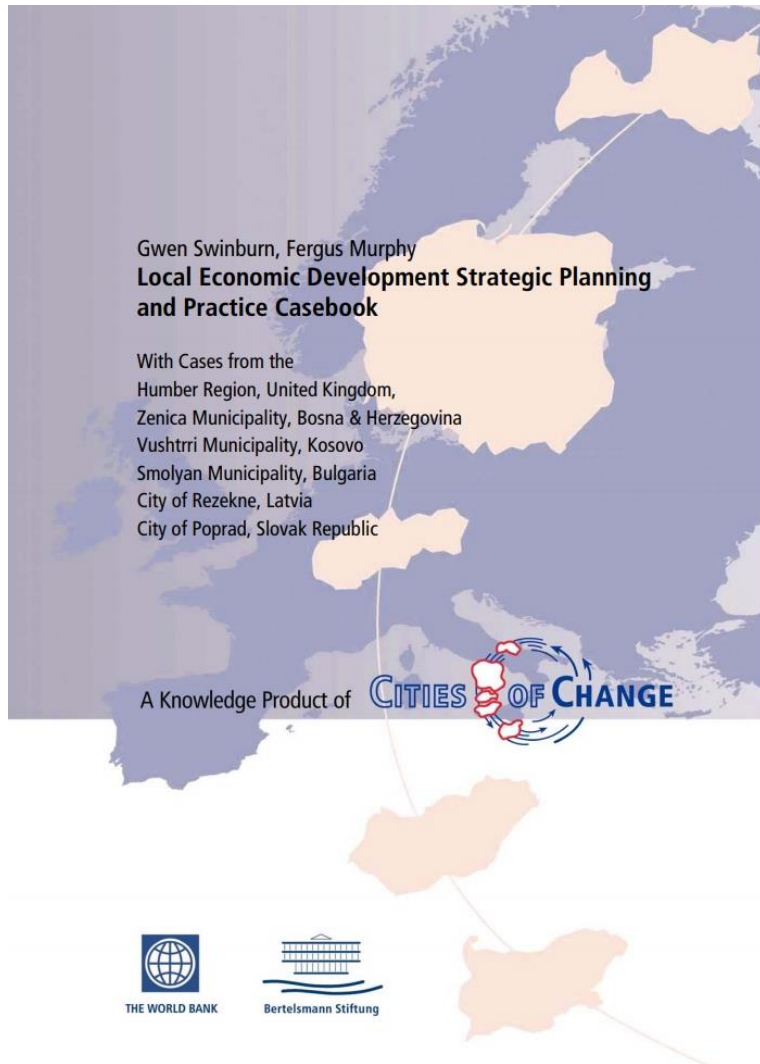 Gwen Swinburn, Fergus Murphy
Local Economic Development Strategic Planning
and Practice Casebook
With Cases from the
Humber Region, United Kingdom,
Zenica Municipality, Bosna & Herzegovina
Vushtrri Municipality, Kosovo
Smolyan Municipality, Bulgaria
City of Rezekne, Latvia
City of Poprad, Slovak Republic
A Knowledge Product of CITIES OF CHANGE
THE WORLD BANK
Bertelsmann Stiftung